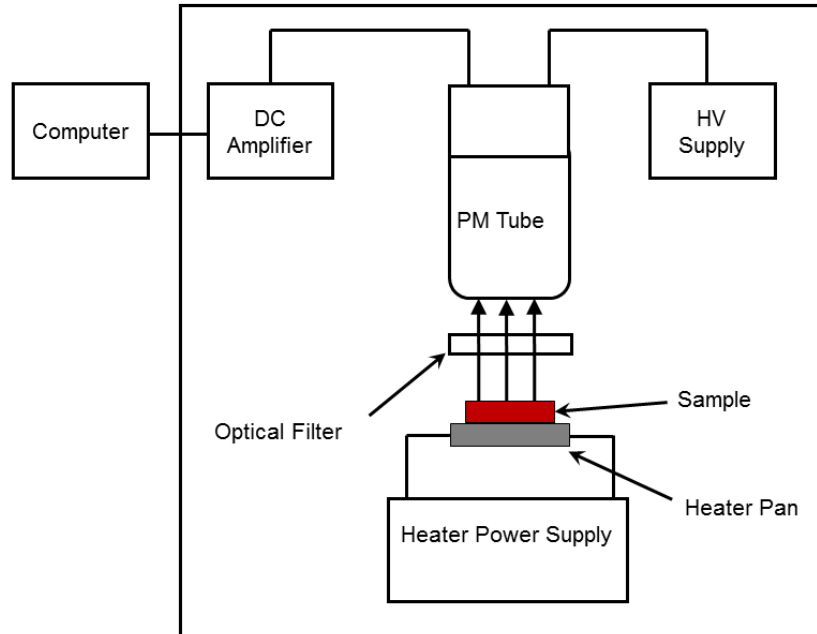 Computer
DC
Amplifier
HV
Supply
PM Tube
Optical Filter
Sample
Heater Pan
Heater Power Supply